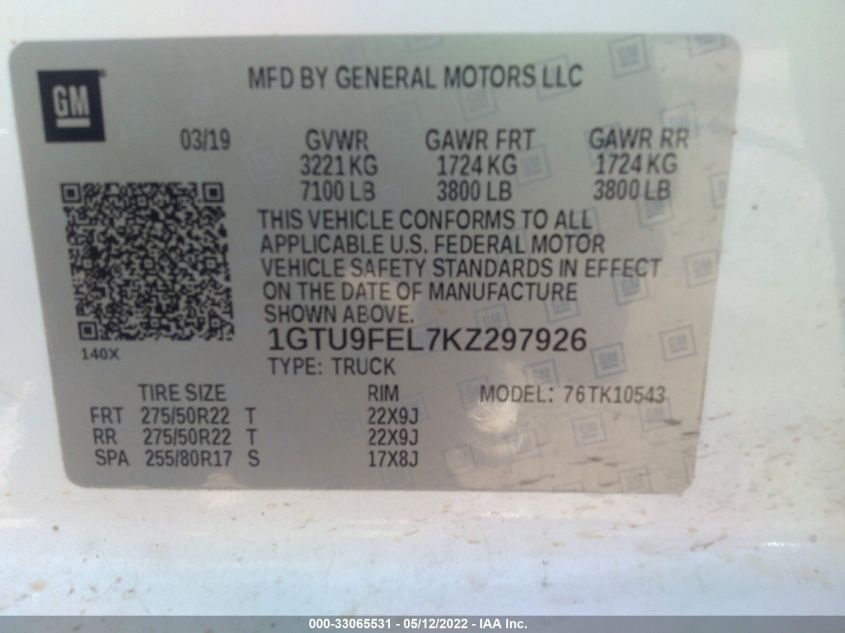 GM
MFD BY GENERAL MOTORS LLC
03/19 GVWR GAWR FRT GAWR RR
3221 KG 1724 KG 1724 KG
7100 LB 3800 LB 3800 LB
THIS VEHICLE CONFORMS TO ALL
APPLICABLE U.S. FEDERAL MOTOR
VEHICLE SAFETY STANDARDS IN EFFECT
ON THE DATE OF MANUFACTURE
SHOWN ABOVE.
1GTU9FEL7KZ297926
140X
TYPE: TRUCK
TIRE SIZE RIM MODEL: 76TK10543
FRT 275/50R22 T 22X9J
RR 275/50R22 T 22X9J
SPA 255/80R17 S 17X8J
000-33065531 - 05/12/2022 - IAA Inc.